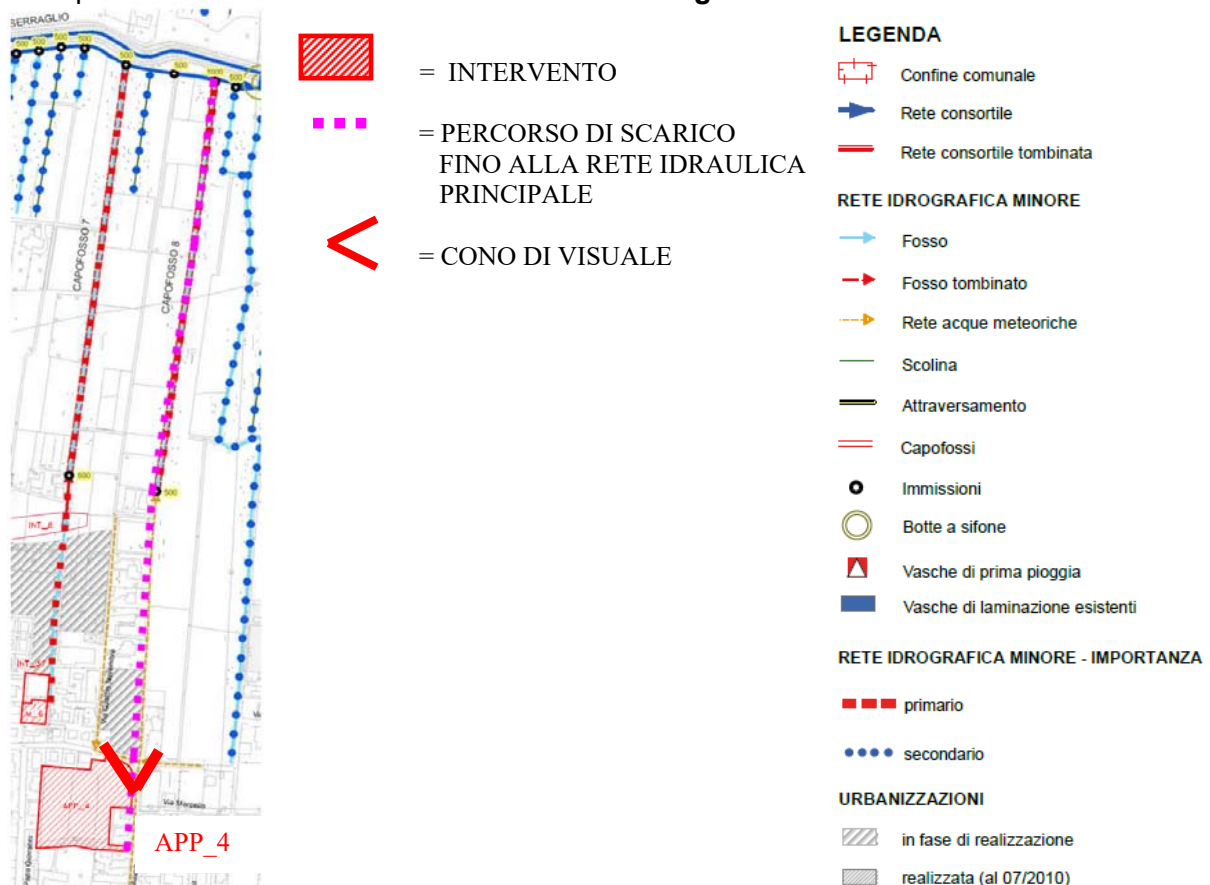 SERRAGLIO
500 500 500 500 500 500 1000 500
CAPOFOSSO 7
CAPOFOSSO 8
500
500
INT_6
APP_4
Via Marsala
APP_4
= INTERVENTO
= PERCORSO DI SCARICO
FINO ALLA RETE IDRAULICA
PRINCIPALE
= CONO DI VISUALE
LEGENDA
Confine comunale
Rete consortile
Rete consortile tombinata
RETE IDROGRAFICA MINORE
Fosso
Fosso tombinato
Rete acque meteoriche
Scolina
Attraversamento
Capofossi
Immissioni
Botte a sifone
Vasche di prima pioggia
Vasche di laminazione esistenti
RETE IDROGRAFICA MINORE - IMPORTANZA
primario
secondario
URBANIZZAZIONI
in fase di realizzazione
realizzata (al 07/2010)